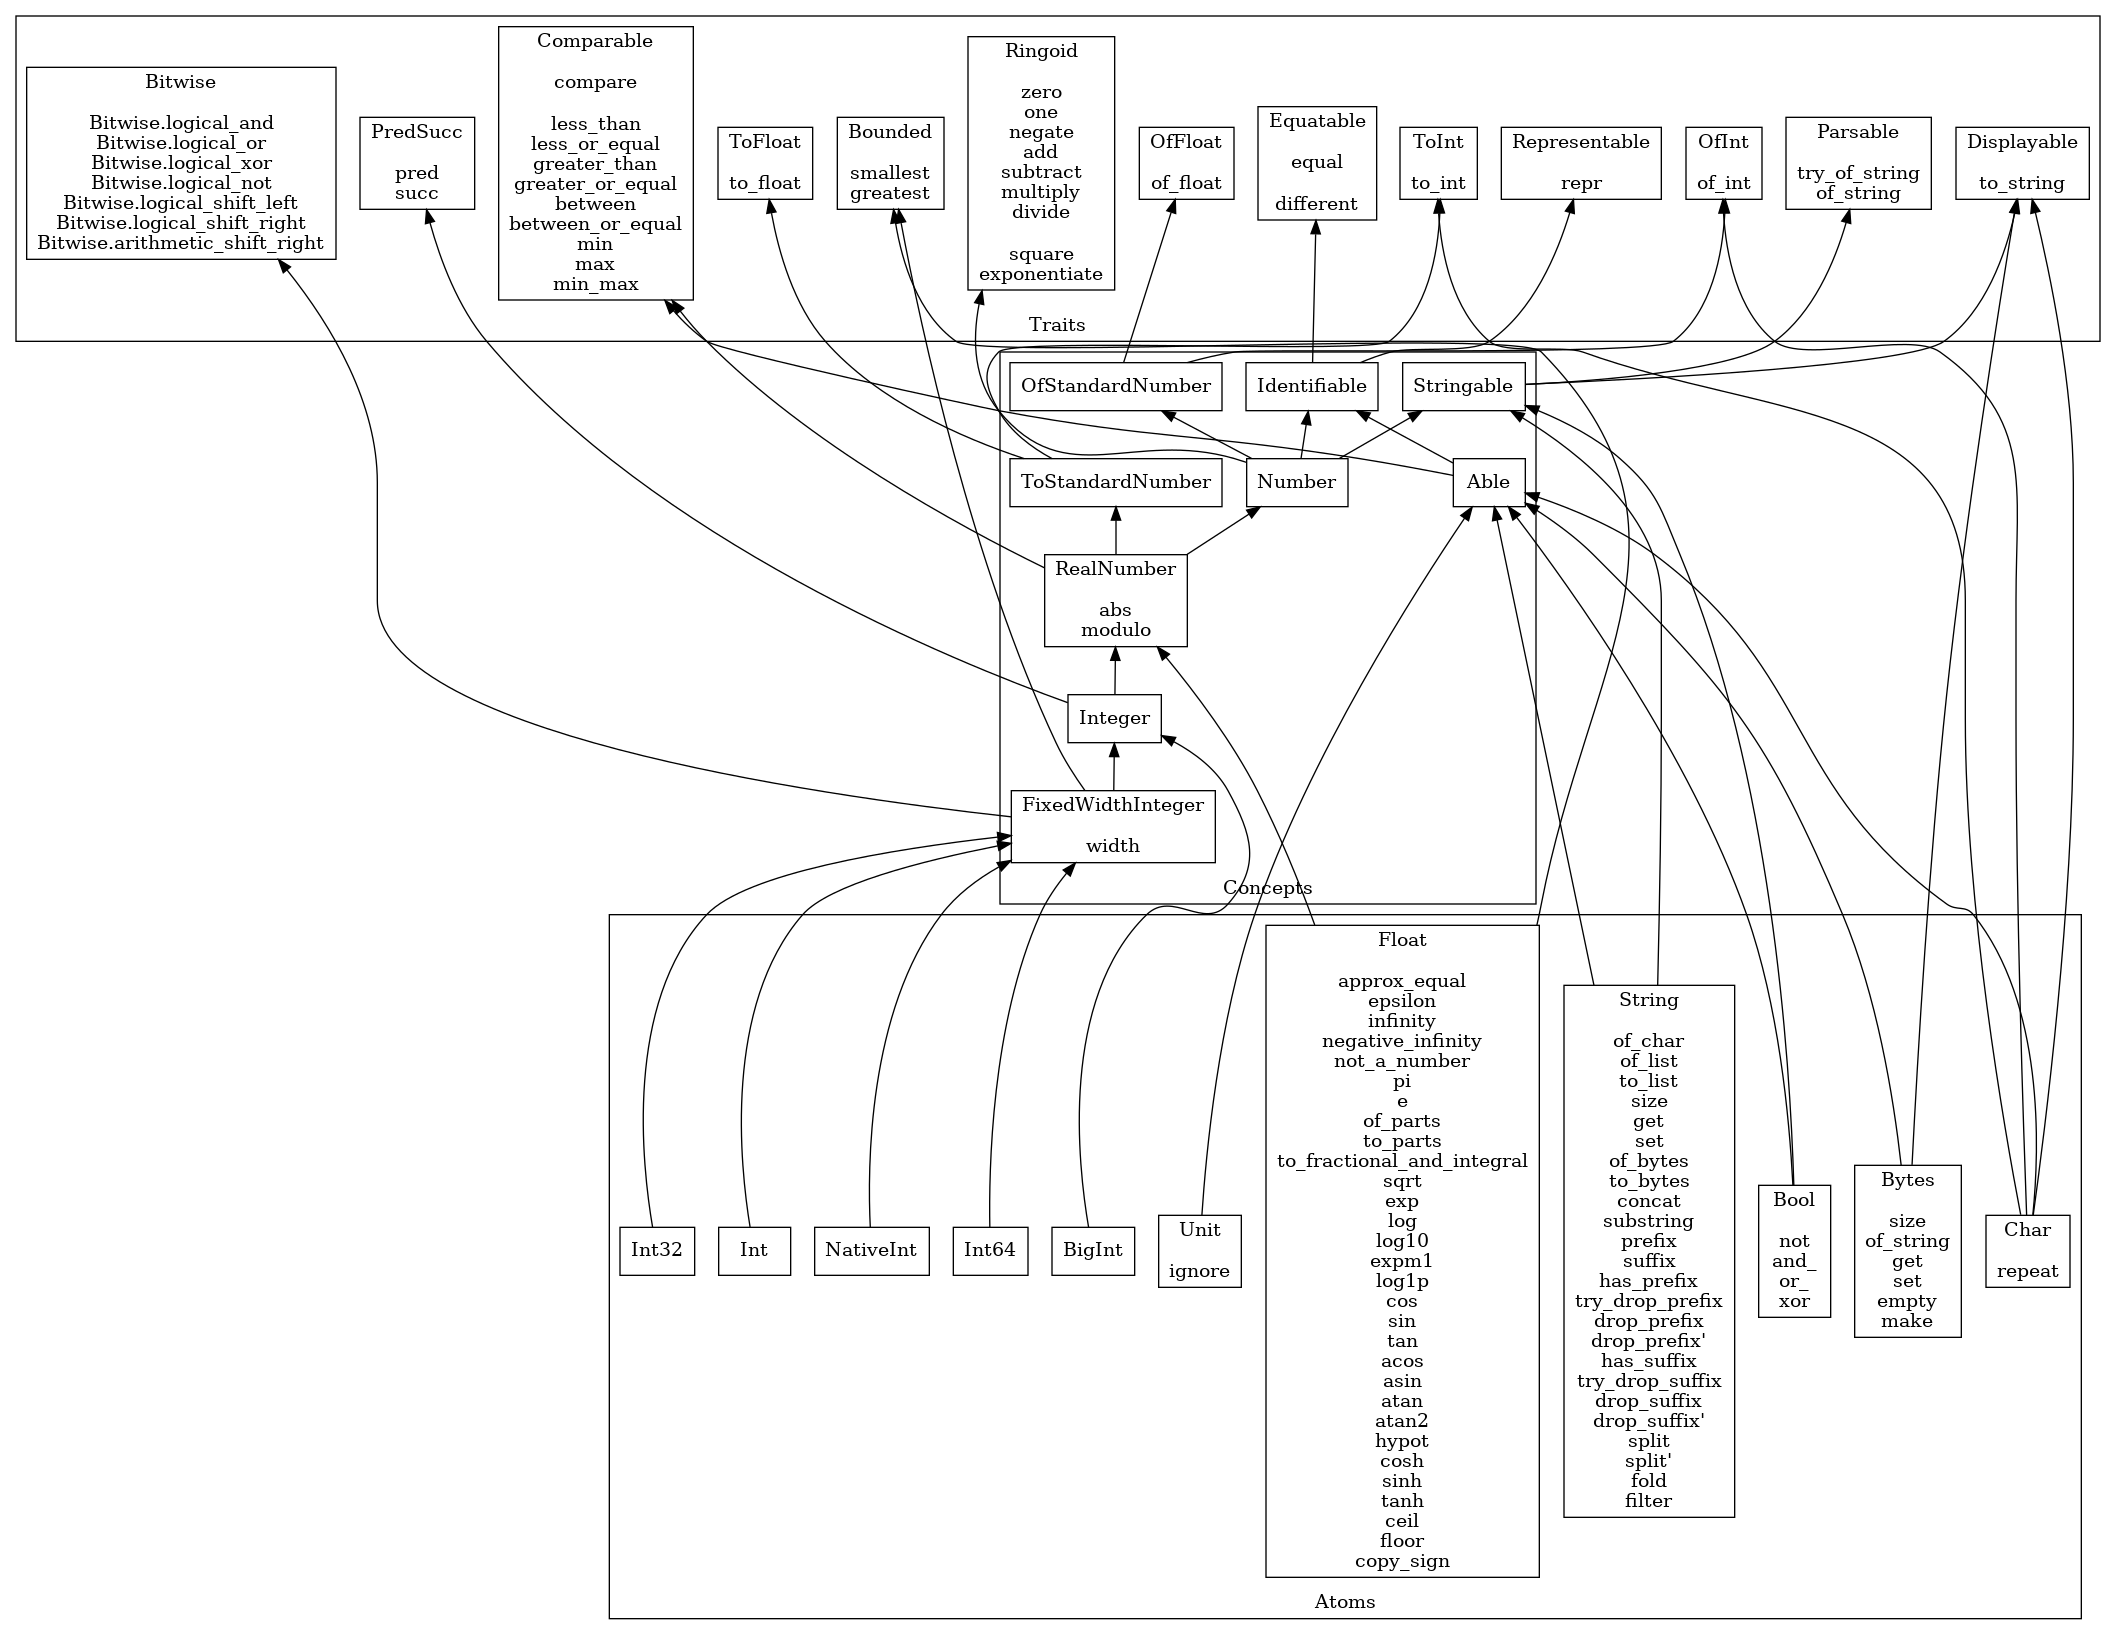 Bitwise
Bitwise.logical_and
Bitwise.logical_or
Bitwise.logical_xor
Bitwise.logical_not
Bitwise.logical_shift_left
Bitwise.logical_shift_right
Bitwise.arithmetic_shift_right
PredSucc
pred
succ
Comparable
compare
less_than
less_or_equal
greater_than
greater_or_equal
between
between_or_equal
min
max
min_max
ToFloat
to_float
Bounded
smallest
greatest
Ringoid
zero
one
negate
add
subtract
multiply
divide
square
exponentiate
OfFloat
of_float
Equatable
equal
different
ToInt
to_int
Representable
repr
OfInt
of_int
Parsable
try_of_string
of_string
Displayable
to_string
Traits
OfStandardNumber
Identifiable
Stringable
ToStandardNumber
Number
Able
RealNumber
abs
modulo
Integer
FixedWidthInteger
width
Concepts
Int32
Int
NativeInt
Int64
BigInt
Unit
ignore
Float
approx_equal
epsilon
infinity
negative_infinity
not_a_number
pi
e
of_parts
to_parts
to_fractional_and_integral
sqrt
exp
log
log10
expm1
log1p
cos
sin
tan
acos
asin
atan
atan2
hypot
cosh
sinh
tanh
ceil
floor
copy_sign
String
of_char
of_list
to_list
size
get
set
of_bytes
to_bytes
concat
substring
prefix
suffix
has_prefix
try_drop_prefix
drop_prefix
drop_prefix'
has_suffix
try_drop_suffix
drop_suffix
drop_suffix'
split
split'
fold
filter
Bool
not
and_
or_
xor
Bytes
size
of_string
get
set
empty
make
Char
repeat
Atoms